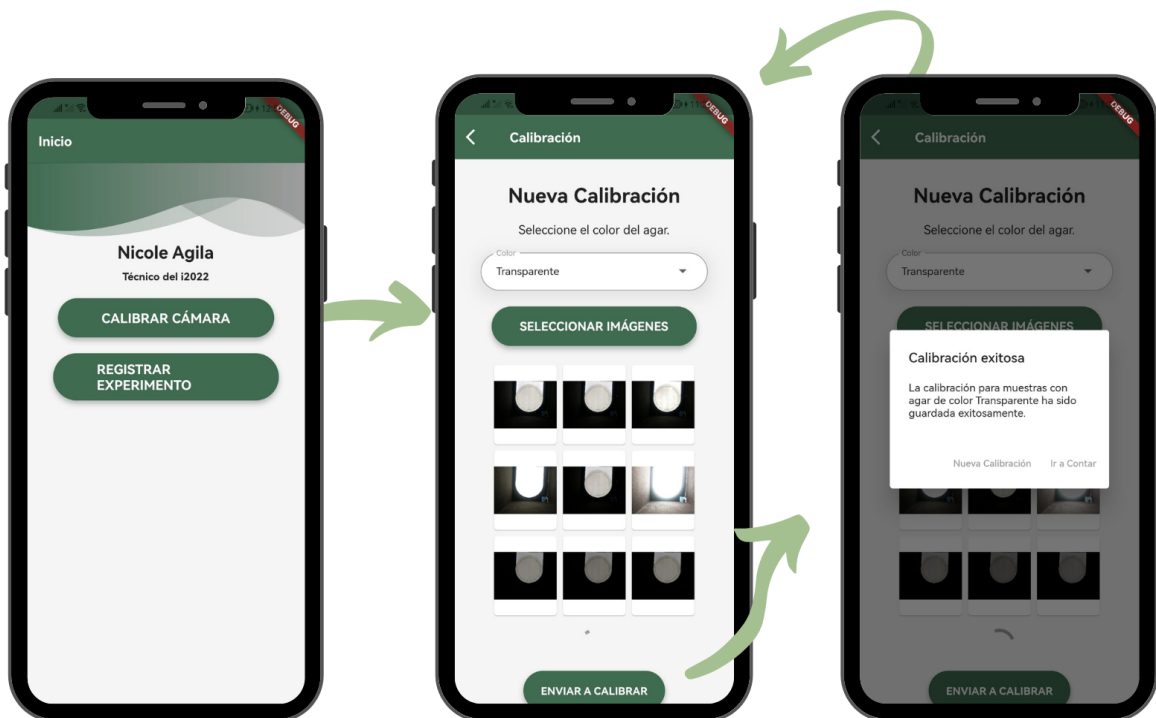 DEBUG
Inicio
Nicole Agila
Técnico del i2022
CALIBRAR CÁMARA
REGISTRAR
EXPERIMENTO
DEBUG
Calibración
Nueva Calibración
Seleccione el color del agar.
Color
Transparente
SELECCIONAR IMÁGENES
ENVIAR A CALIBRAR
DEBUG
Calibración
Nueva Calibración
Seleccione el color del agar.
Color
Transparente
SELECCIONAR IMÁGENES
Calibración exitosa
La calibración para muestras con
agar de color Transparente ha sido
guardada exitosamente.
Nueva Calibración Ir a Contar
ENVIAR A CALIBRAR